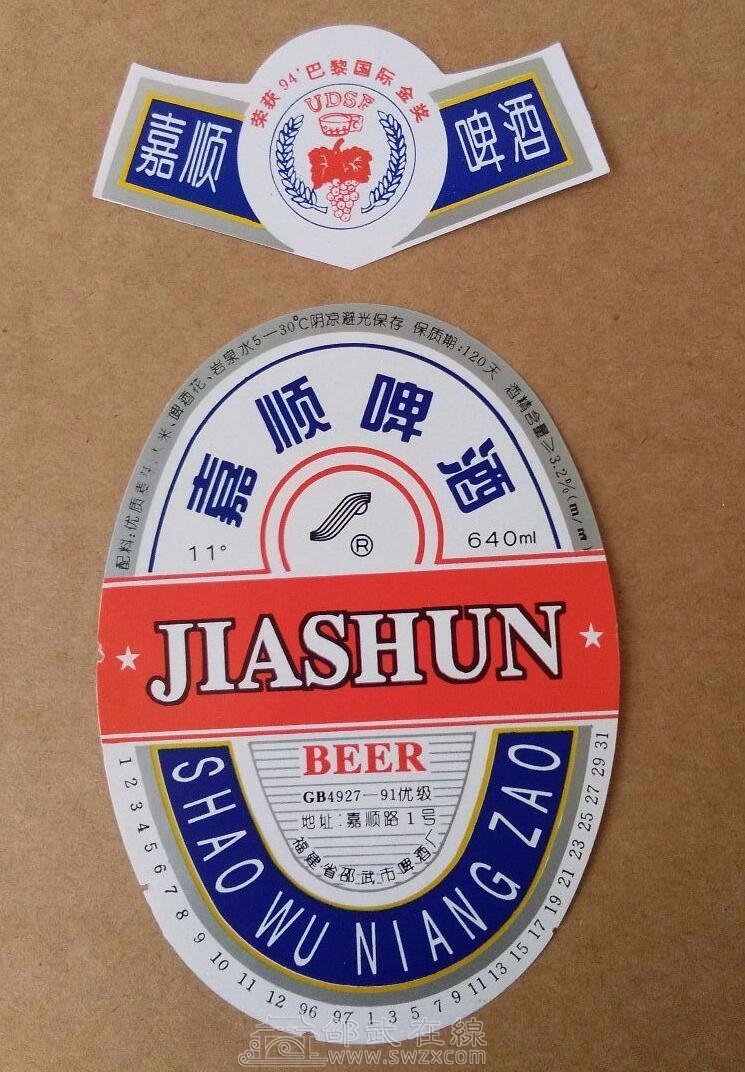 荣获94'巴黎国际金奖
嘉顺
UDSF
啤酒
配料:优质麦 米、啤酒花、岩泉水 5—30℃阴凉避光保存 保质期:120天 酒精含量≥3.2%(m/m)
嘉顺啤酒
11°
®
640ml
JIASHUN
BEER
GB4927—91优级
地址:嘉顺路1号
福建省邵武市啤酒厂
SHAO WU NIANG ZAO
1 2 3 4 5 6 7 8 9 10 11 12 96 97 1 3 5 7 9 11 13 15 17 19 21 23 25 27 29 31
邵武在線
www.swzx.com